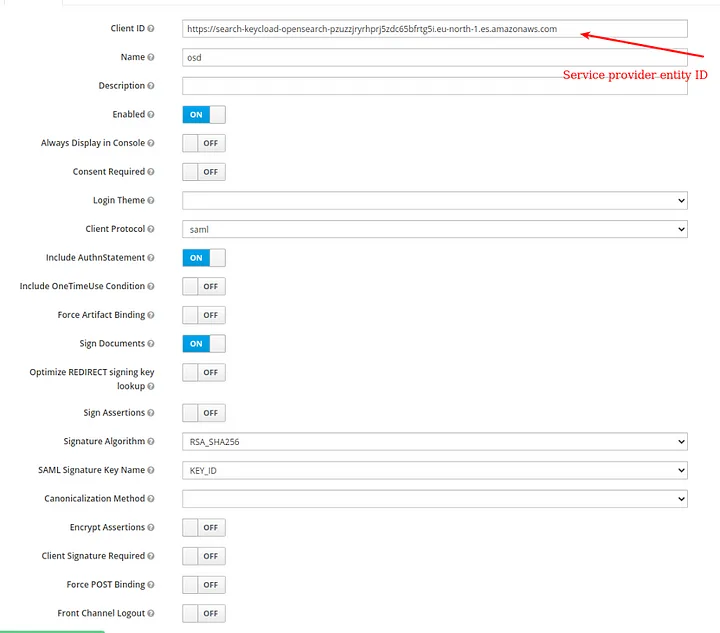 Client ID
https://search-keycload-opensearch-pzuzzjryrhprj5zdc65bfrtg5i.eu-north-1.es.amazonaws.com
Name
osd
Service provider entity ID
Description
Enabled
ON
Always Display in Console
OFF
Consent Required
OFF
Login Theme
Client Protocol
saml
Include AuthnStatement
ON
Include OneTimeUse Condition
OFF
Force Artifact Binding
OFF
Sign Documents
ON
Optimize REDIRECT signing key
lookup
OFF
Sign Assertions
OFF
Signature Algorithm
RSA_SHA256
SAML Signature Key Name
KEY_ID
Canonicalization Method
Encrypt Assertions
OFF
Client Signature Required
OFF
Force POST Binding
OFF
Front Channel Logout
OFF